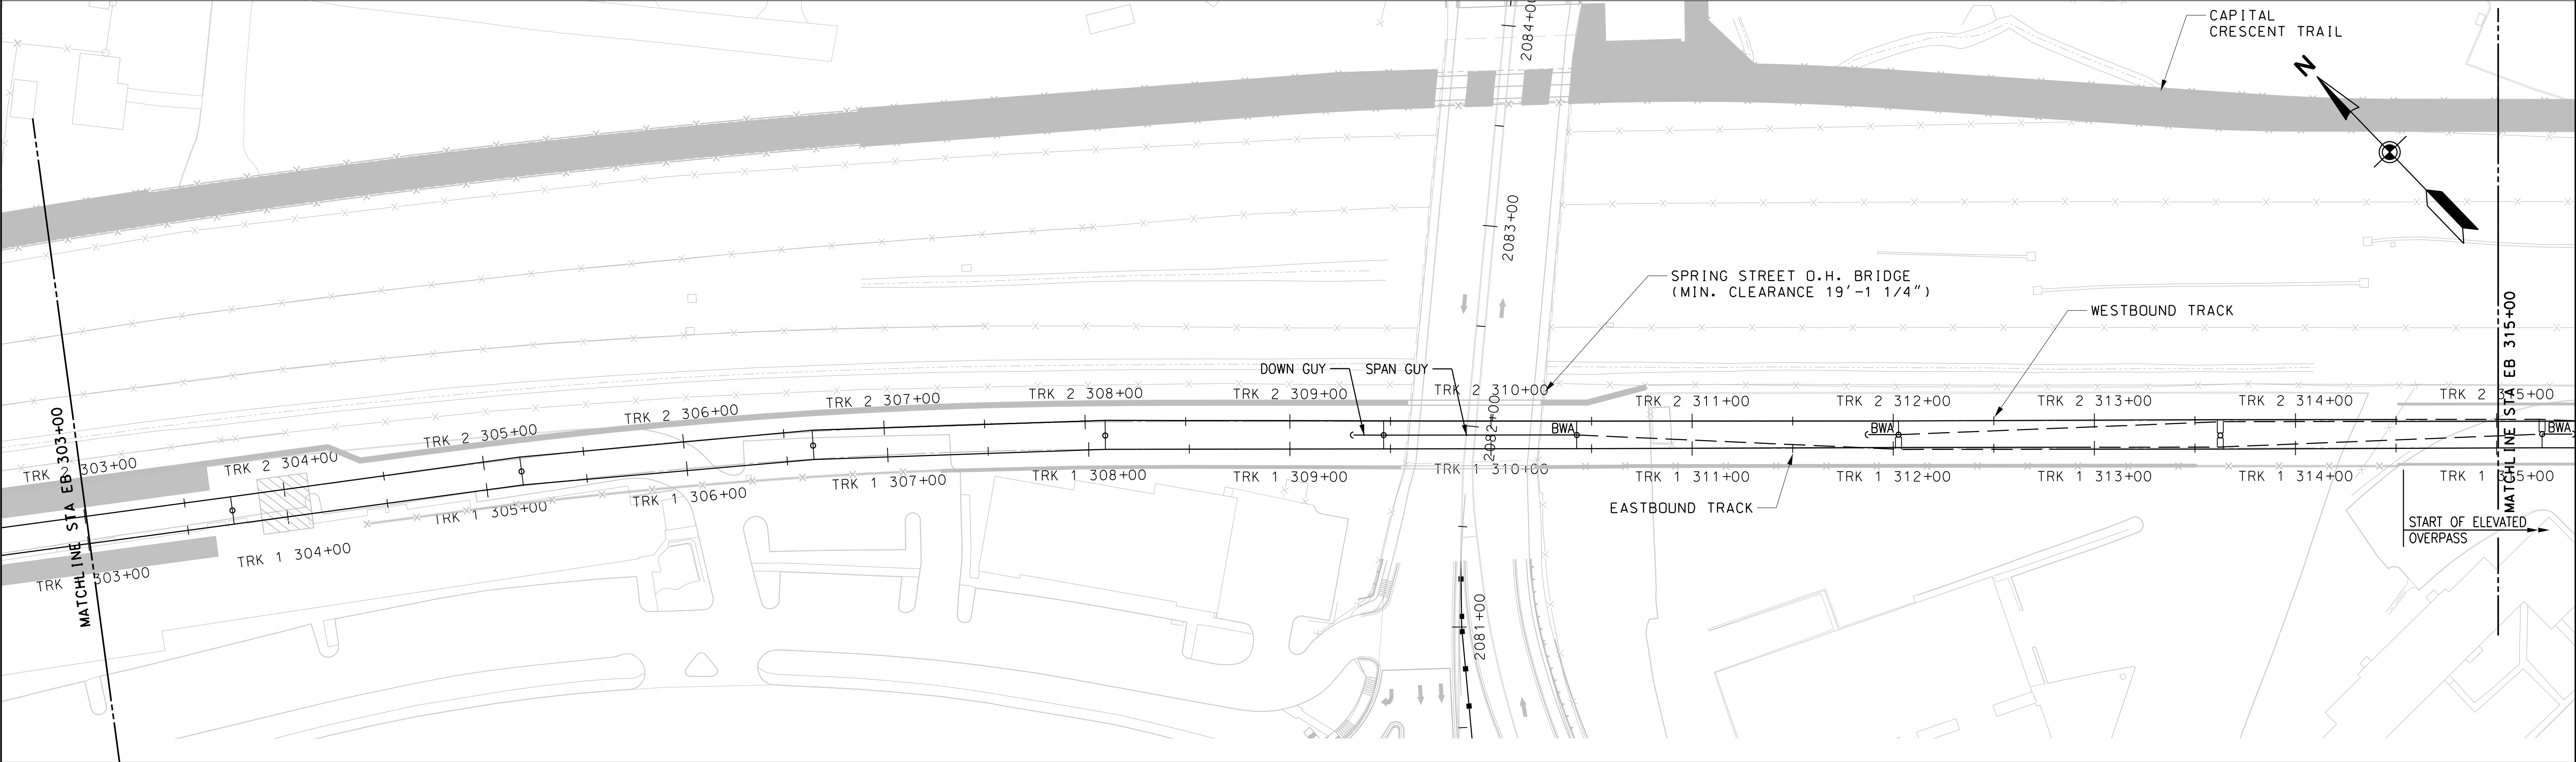 CAPITAL
CRESCENT TRAIL
N
2084+00
2083+00
SPRING STREET O.H. BRIDGE
(MIN. CLEARANCE 19'-1 1/4")
WESTBOUND TRACK
DOWN GUY
SPAN GUY
TRK 2 303+00
TRK 2 304+00
TRK 2 305+00
TRK 2 306+00
TRK 2 307+00
TRK 2 308+00
TRK 2 309+00
TRK 2 310+00
TRK 2 311+00
TRK 2 312+00
TRK 2 313+00
TRK 2 314+00
TRK 2 315+00
BWA
BWA
BWA
2082+00
MATCHLINE STA EB 303+00
MATCHLINE STA EB 315+00
TRK 303+00
TRK 1 304+00
TRK 1 305+00
TRK 1 306+00
TRK 1 307+00
TRK 1 308+00
TRK 1 309+00
TRK 1 310+00
TRK 1 311+00
TRK 1 312+00
TRK 1 313+00
TRK 1 314+00
TRK 1 315+00
EASTBOUND TRACK
START OF ELEVATED
OVERPASS
2081+00